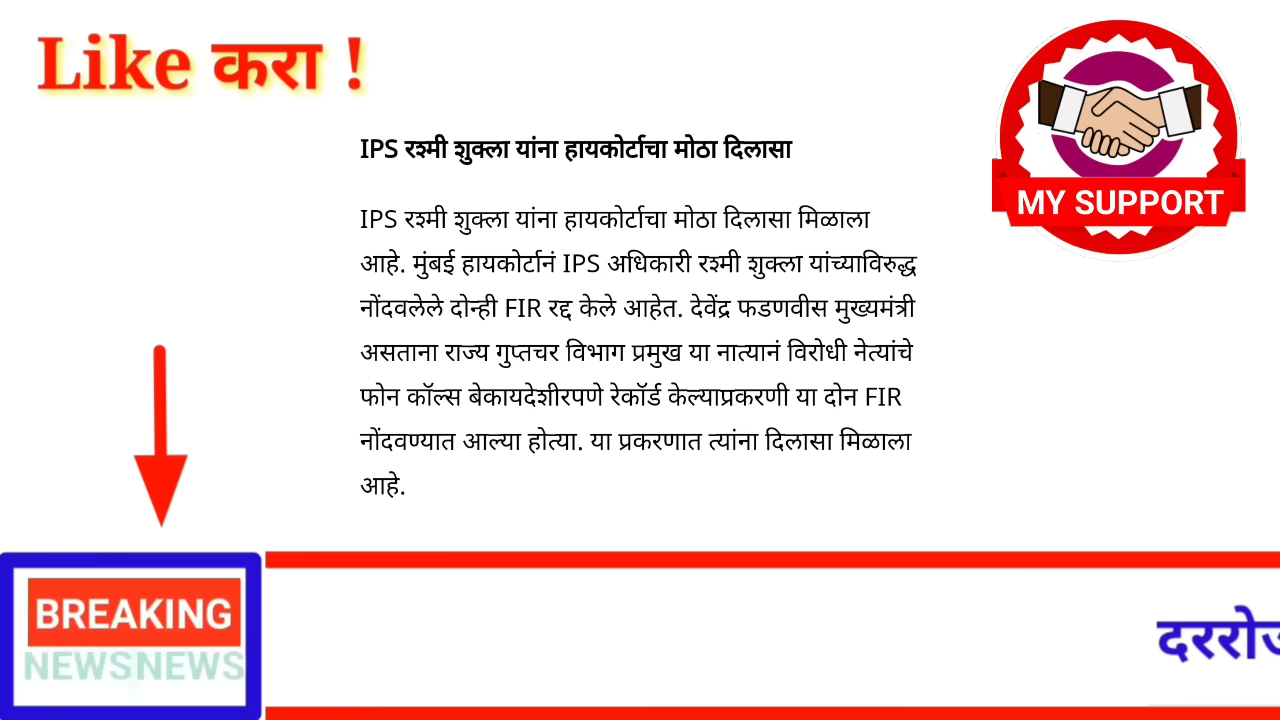 Like करा !
MY SUPPORT
IPS रश्मी शुक्ला यांना हायकोर्टाचा मोठा दिलासा
IPS रश्मी शुक्ला यांना हायकोर्टाचा मोठा दिलासा मिळाला
आहे. मुंबई हायकोर्टानं IPS अधिकारी रश्मी शुक्ला यांच्याविरुद्ध
नोंदवलेले दोन्ही FIR रद्द केले आहेत. देवेंद्र फडणवीस मुख्यमंत्री
असताना राज्य गुप्तचर विभाग प्रमुख या नात्यानं विरोधी नेत्यांचे
फोन कॉल्स बेकायदेशीरपणे रेकॉर्ड केल्याप्रकरणी या दोन FIR
नोंदवण्यात आल्या होत्या. या प्रकरणात त्यांना दिलासा मिळाला
आहे.
BREAKING
NEWSNEWS